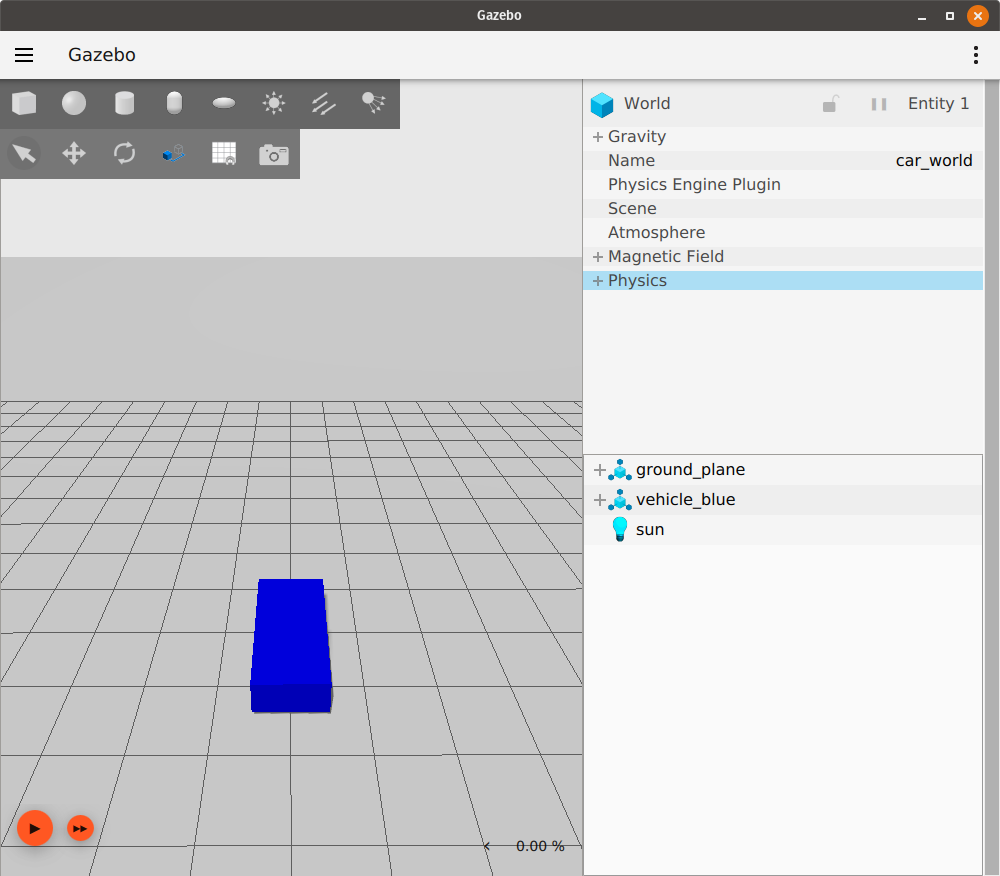 Gazebo
Gazebo
World Entity 1
Gravity
Name car_world
Physics Engine Plugin
Scene
Atmosphere
Magnetic Field
Physics
ground_plane
vehicle_blue
sun
0.00 %